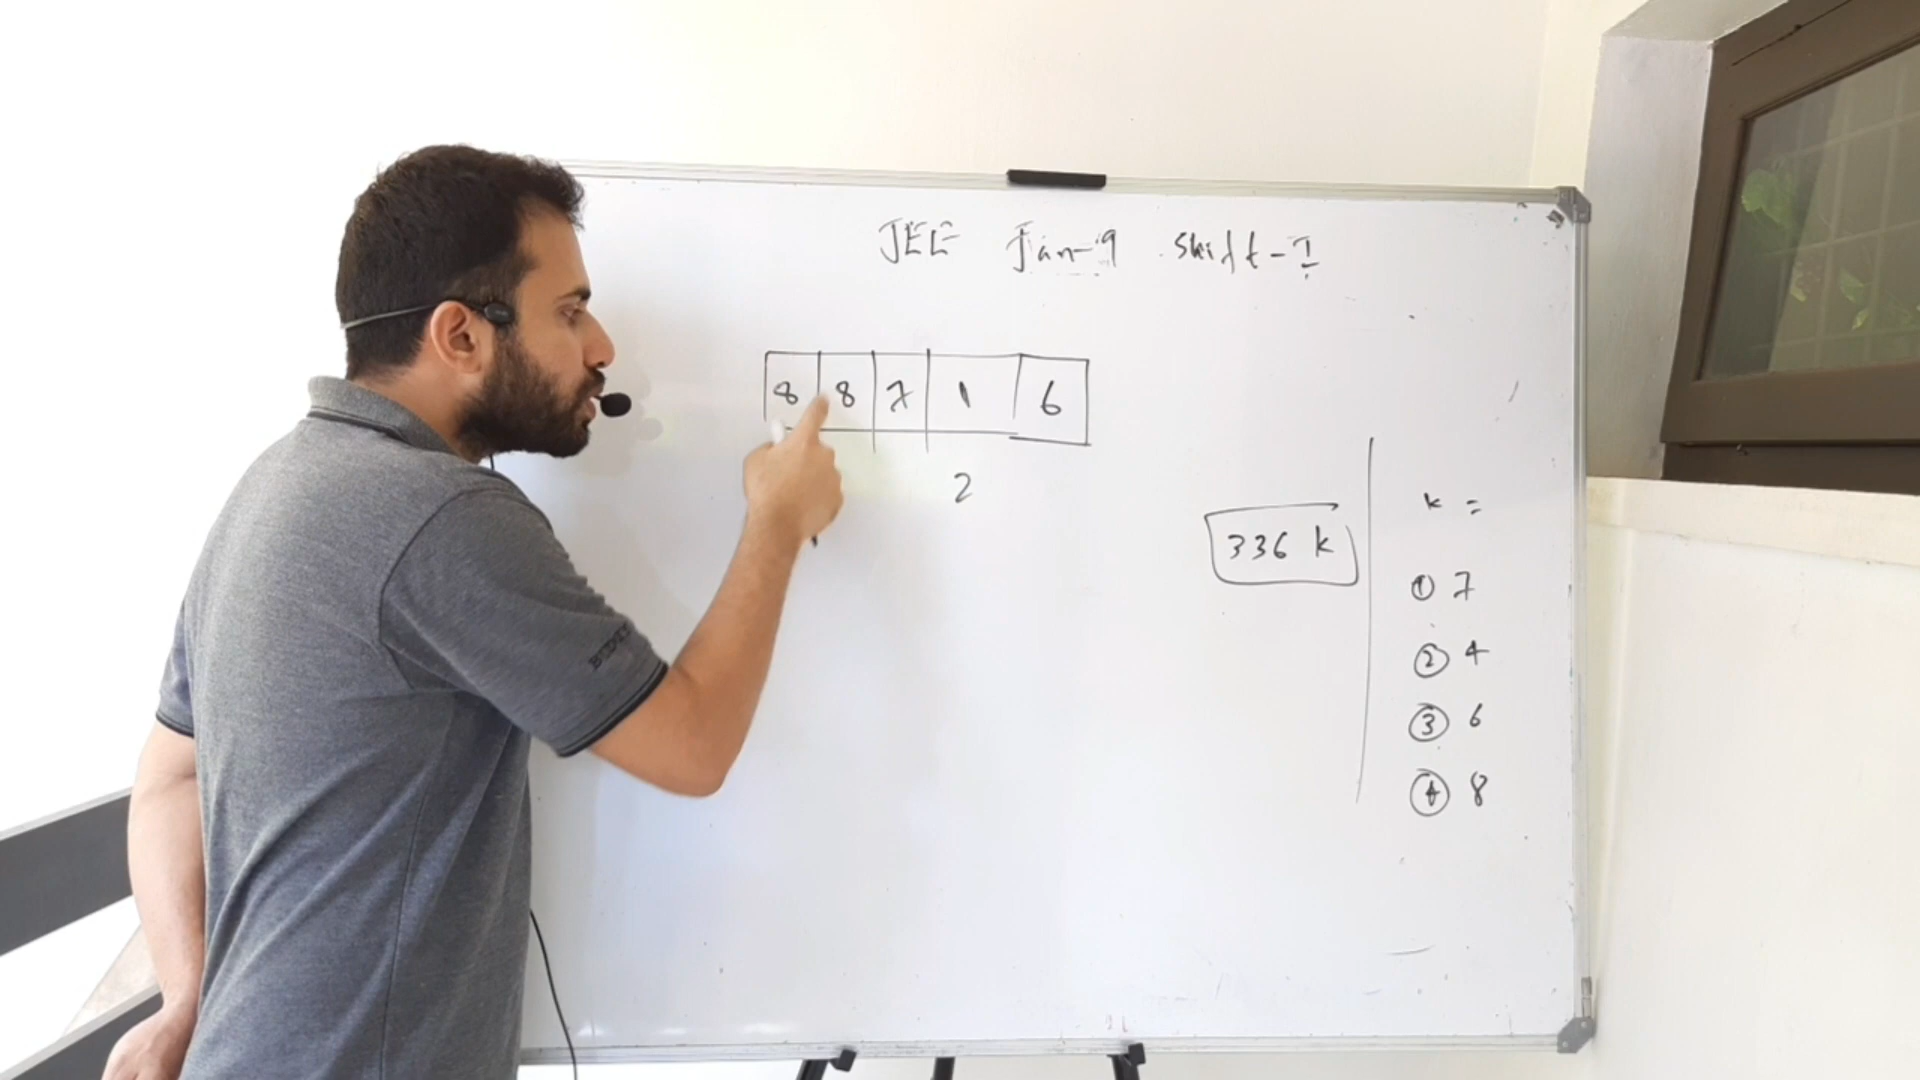 JEE Jan-9 shift-I
8 8 7 1 6
2
336 k
k =
① 7
② 4
③ 6
④ 8